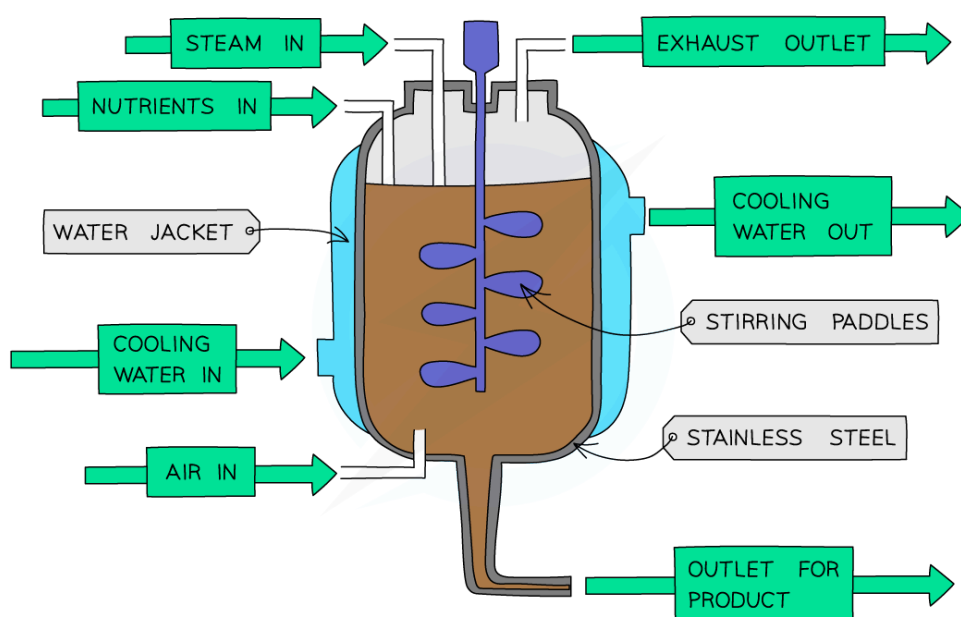 STEAM IN
EXHAUST OUTLET
NUTRIENTS IN
COOLING
WATER OUT
WATER JACKET
STIRRING PADDLES
COOLING
WATER IN
STAINLESS STEEL
AIR IN
OUTLET FOR
PRODUCT